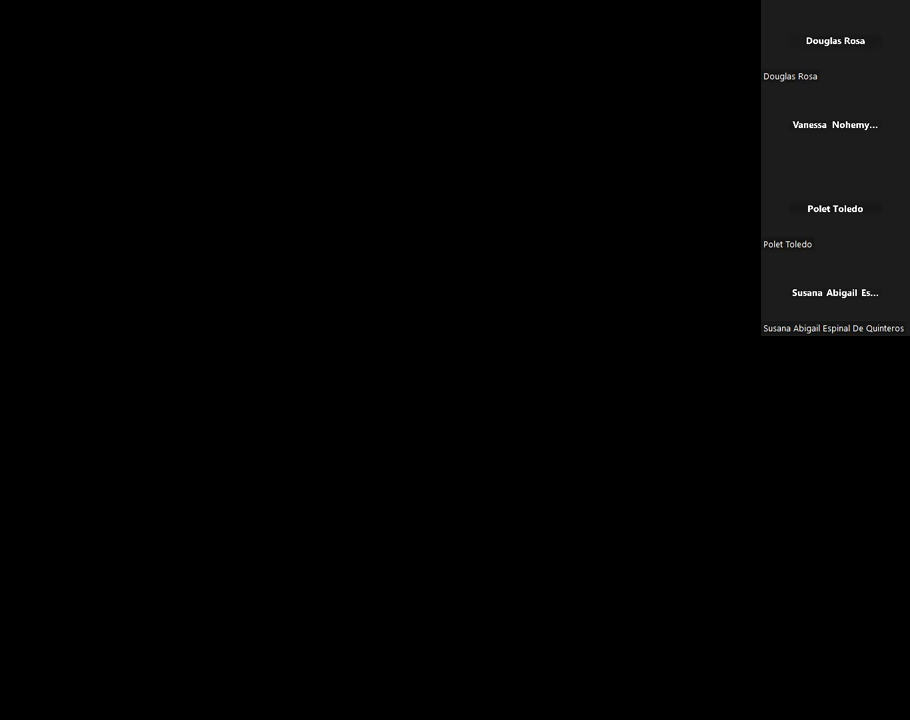 Douglas Rosa
Douglas Rosa
Vanessa Nohemy...
Polet Toledo
Polet Toledo
Susana Abigail Es...
Susana Abigail Espinal De Quinteros